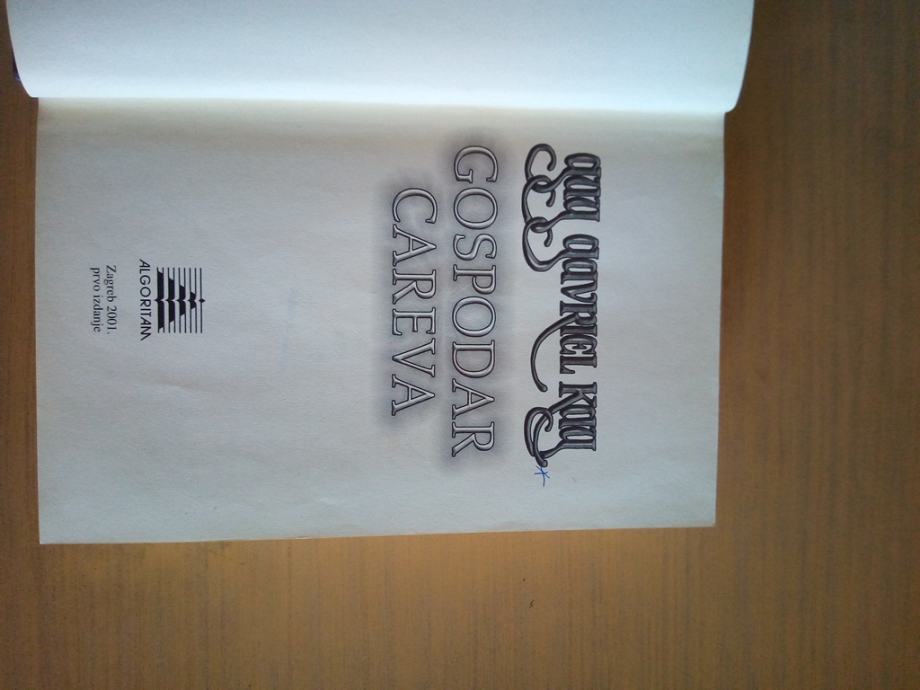 GUY GAVRIEL KAY
GOSPODAR
CAREVA
ALGORITAM
Zagreb 2001.
prvo izdanje